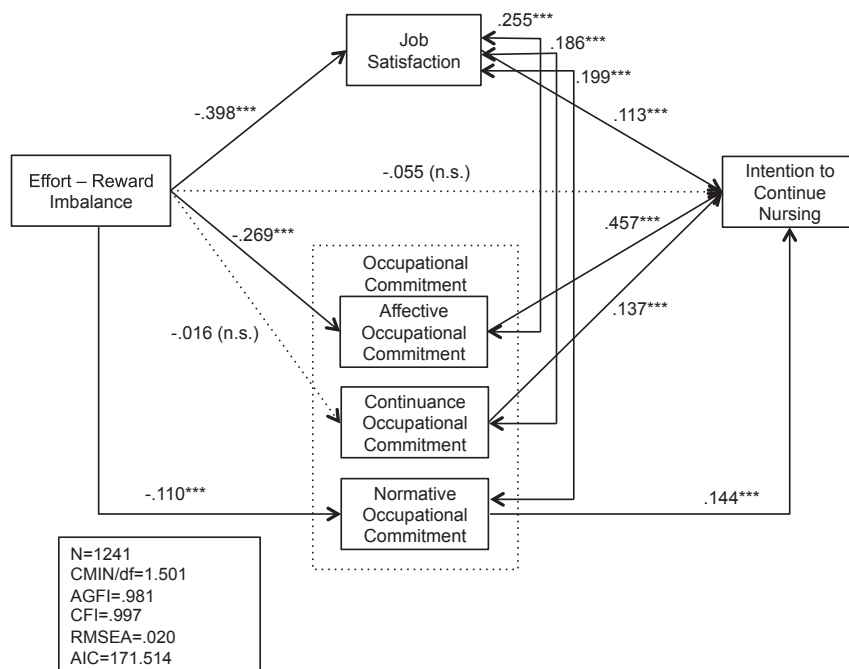 .255***
.186***
.199***
Job
Satisfaction
-.398***
.113***
Effort – Reward
Imbalance
-.055 (n.s.)
Intention to
Continue
Nursing
-.269***
.457***
Occupational
Commitment
Affective
Occupational
Commitment
.137***
-.016 (n.s.)
Continuance
Occupational
Commitment
-.110***
Normative
Occupational
Commitment
.144***
N=1241
CMIN/df=1.501
AGFI=.981
CFI=.997
RMSEA=.020
AIC=171.514